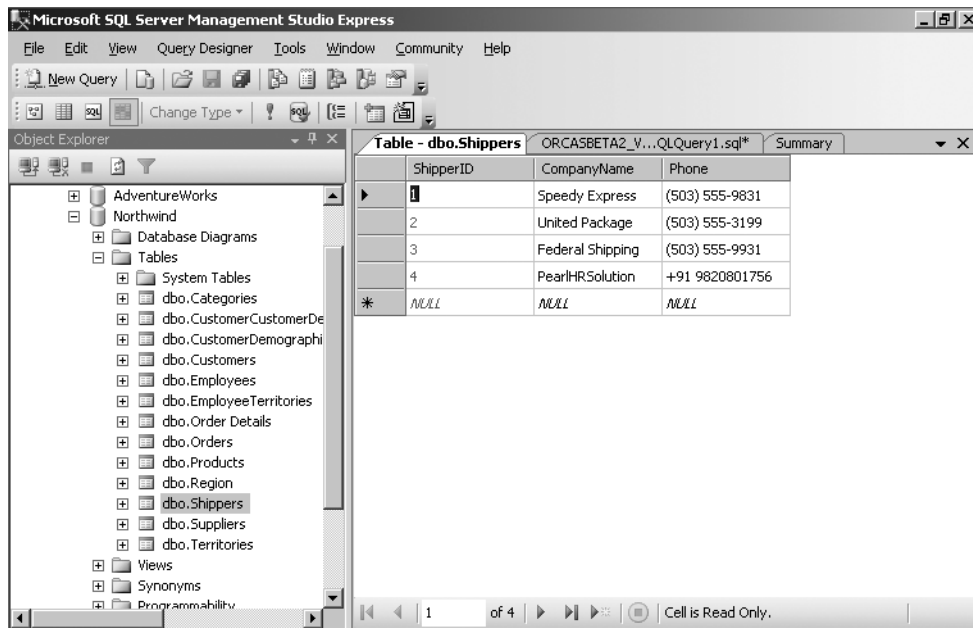 Microsoft SQL Server Management Studio Express
File Edit View Query Designer Tools Window Community Help
New Query
SQL Change Type SQL
Object Explorer
Table - dbo.Shippers ORCASBETA2_V...QLQuery1.sql* Summary
AdventureWorks
Northwind
Database Diagrams
Tables
System Tables
dbo.Categories
dbo.CustomerCustomerDe
dbo.CustomerDemographi
dbo.Customers
dbo.Employees
dbo.EmployeeTerritories
dbo.Order Details
dbo.Orders
dbo.Products
dbo.Region
dbo.Shippers
dbo.Suppliers
dbo.Territories
Views
Synonyms
Programmability
ShipperID CompanyName Phone
1 Speedy Express (503) 555-9831
2 United Package (503) 555-3199
3 Federal Shipping (503) 555-9931
4 PearlHRSolution +91 9820801756
NULL NULL NULL
1 of 4 Cell is Read Only.